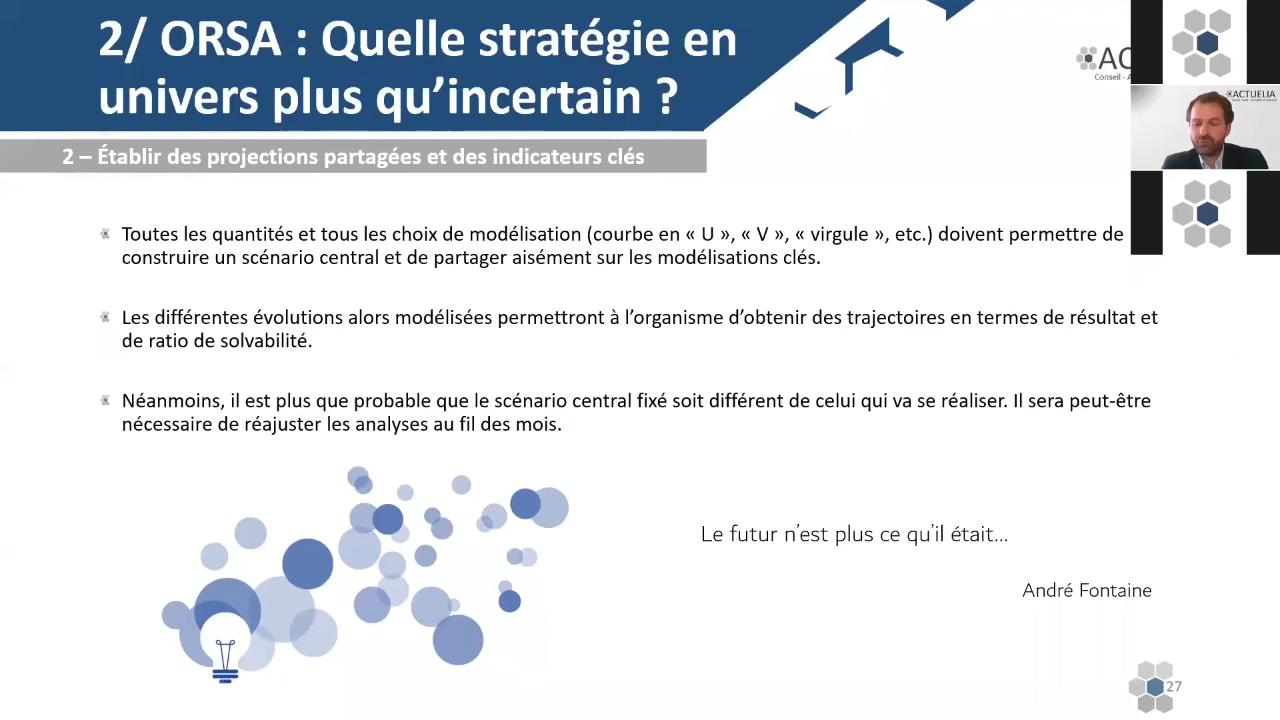 2/ ORSA : Quelle stratégie en
univers plus qu’incertain ?
2 – Établir des projections partagées et des indicateurs clés
AC
Conseil - A
ACTUELIA
Toutes les quantités et tous les choix de modélisation (courbe en « U », « V », « virgule », etc.) doivent permettre de
construire un scénario central et de partager aisément sur les modélisations clés.
Les différentes évolutions alors modélisées permettront à l’organisme d’obtenir des trajectoires en termes de résultat et
de ratio de solvabilité.
Néanmoins, il est plus que probable que le scénario central fixé soit différent de celui qui va se réaliser. Il sera peut-être
nécessaire de réajuster les analyses au fil des mois.
Le futur n’est plus ce qu’il était...
André Fontaine
27